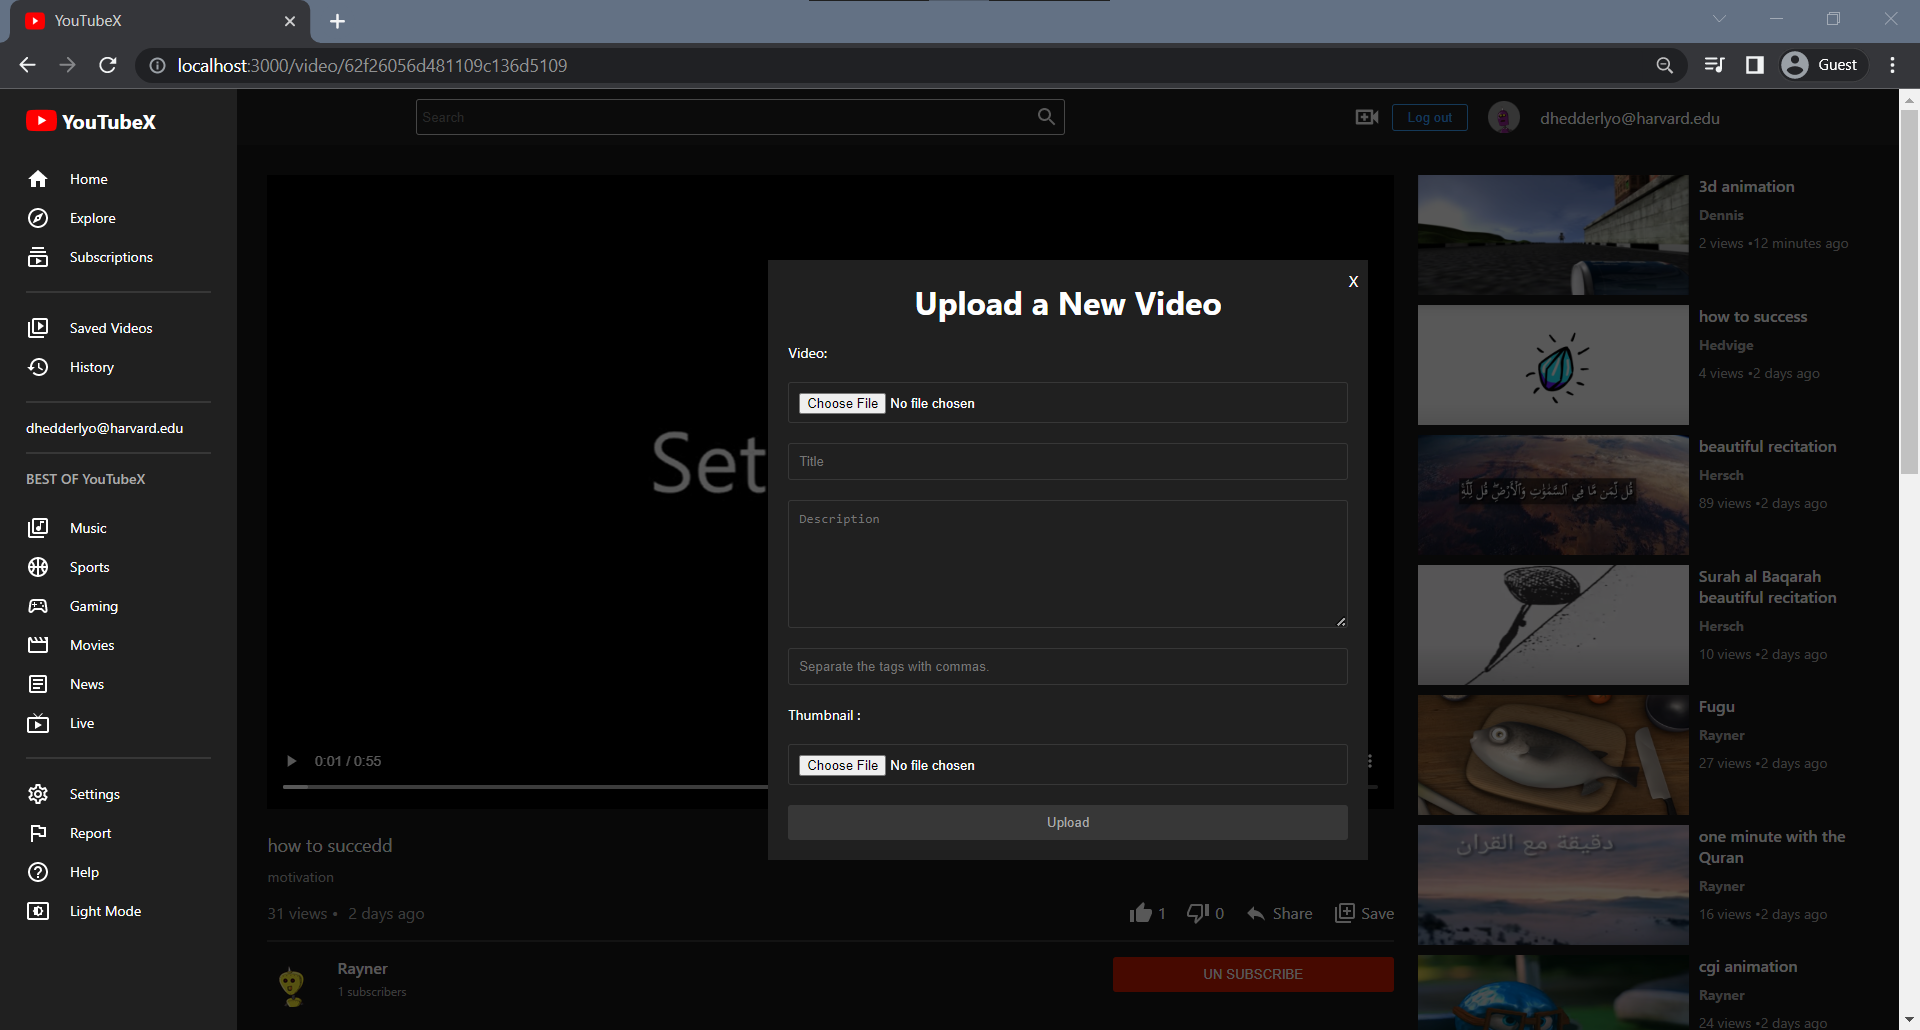 YouTubeX
localhost:3000/video/62f26056d481109c136d5109
Guest
YouTubeX
Search
Log out
dhedderlyo@harvard.edu
Home
Explore
Subscriptions
Saved Videos
History
dhedderlyo@harvard.edu
BEST OF YouTubeX
Music
Sports
Gaming
Movies
News
Live
Settings
Report
Help
Light Mode
Set
0:01 / 0:55
X
Upload a New Video
Video:
Choose File No file chosen
Title
Description
Separate the tags with commas.
Thumbnail :
Choose File No file chosen
Upload
how to succedd
motivation
31 views • 2 days ago
1
0
Share
Save
Rayner
1 subscribers
UN SUBSCRIBE
3d animation
Dennis
2 views •12 minutes ago
how to success
Hedvige
4 views •2 days ago
قُل لِّمَن مَّا فِي السَّمَٰوَٰتِ وَالْأَرْضِ ۖ قُل لِّلَّهِ
beautiful recitation
Hersch
89 views •2 days ago
Surah al Baqarah
beautiful recitation
Hersch
10 views •2 days ago
Fugu
Rayner
27 views •2 days ago
دقيقة مع القران
one minute with the
Quran
Rayner
16 views •2 days ago
cgi animation
Rayner
24 views •2 days ago